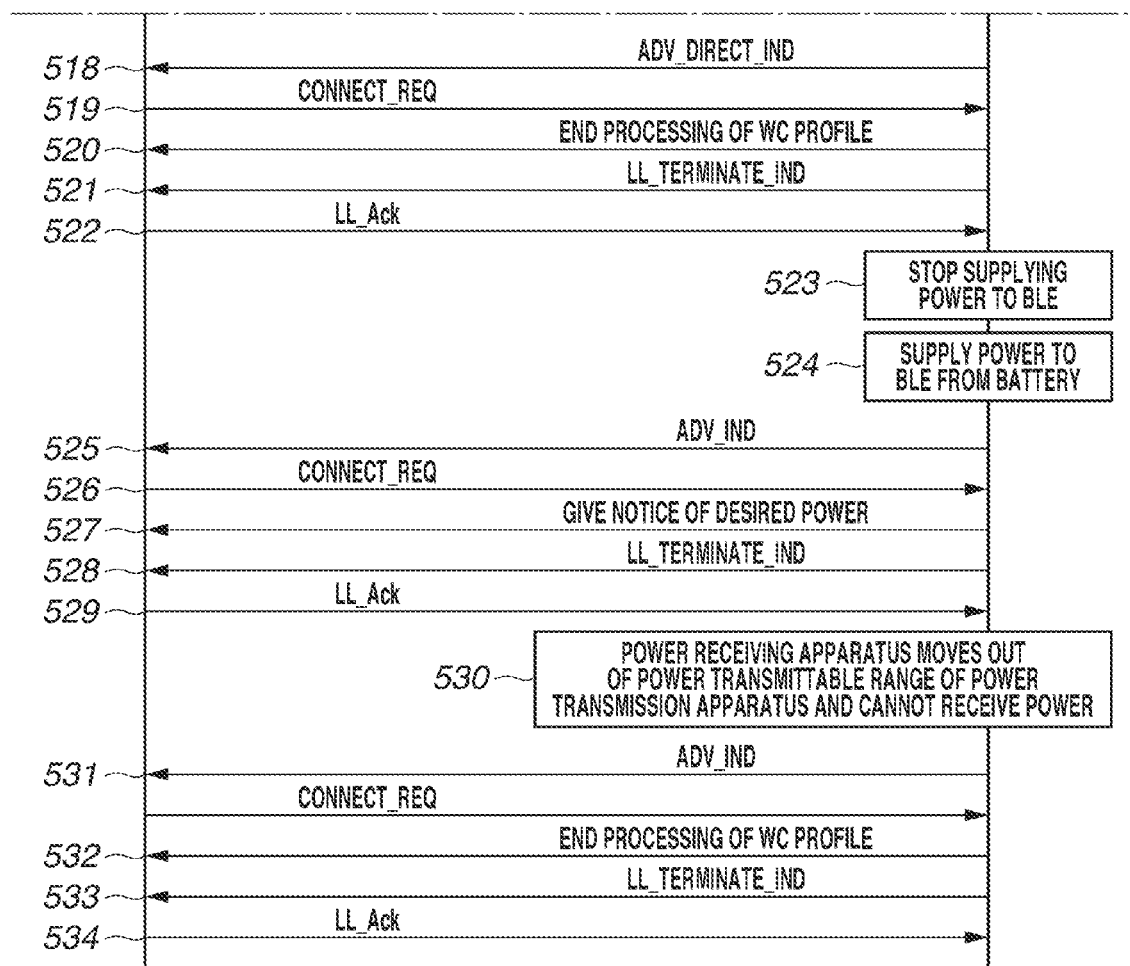 518
ADV_DIRECT_IND
519
CONNECT_REQ
520
END PROCESSING OF WC PROFILE
521
LL_TERMINATE_IND
522
LL_Ack
523
STOP SUPPLYING
POWER TO BLE
524
SUPPLY POWER TO
BLE FROM BATTERY
525
ADV_IND
526
CONNECT_REQ
527
GIVE NOTICE OF DESIRED POWER
528
LL_TERMINATE_IND
529
LL_Ack
530
POWER RECEIVING APPARATUS MOVES OUT
OF POWER TRANSMITTABLE RANGE OF POWER
TRANSMISSION APPARATUS AND CANNOT RECEIVE POWER
531
ADV_IND
CONNECT_REQ
532
END PROCESSING OF WC PROFILE
533
LL_TERMINATE_IND
534
LL_Ack